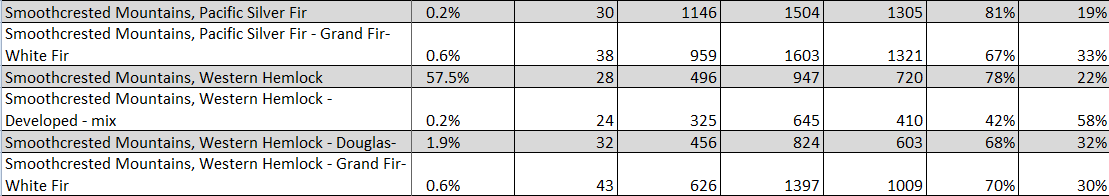 Smoothcrested Mountains, Pacific Silver Fir 0.2% 30 1146 1504 1305 81% 19%
Smoothcrested Mountains, Pacific Silver Fir - Grand Fir-
White Fir 0.6% 38 959 1603 1321 67% 33%
Smoothcrested Mountains, Western Hemlock 57.5% 28 496 947 720 78% 22%
Smoothcrested Mountains, Western Hemlock -
Developed - mix 0.2% 24 325 645 410 42% 58%
Smoothcrested Mountains, Western Hemlock - Douglas- 1.9% 32 456 824 603 68% 32%
Smoothcrested Mountains, Western Hemlock - Grand Fir-
White Fir 0.6% 43 626 1397 1009 70% 30%